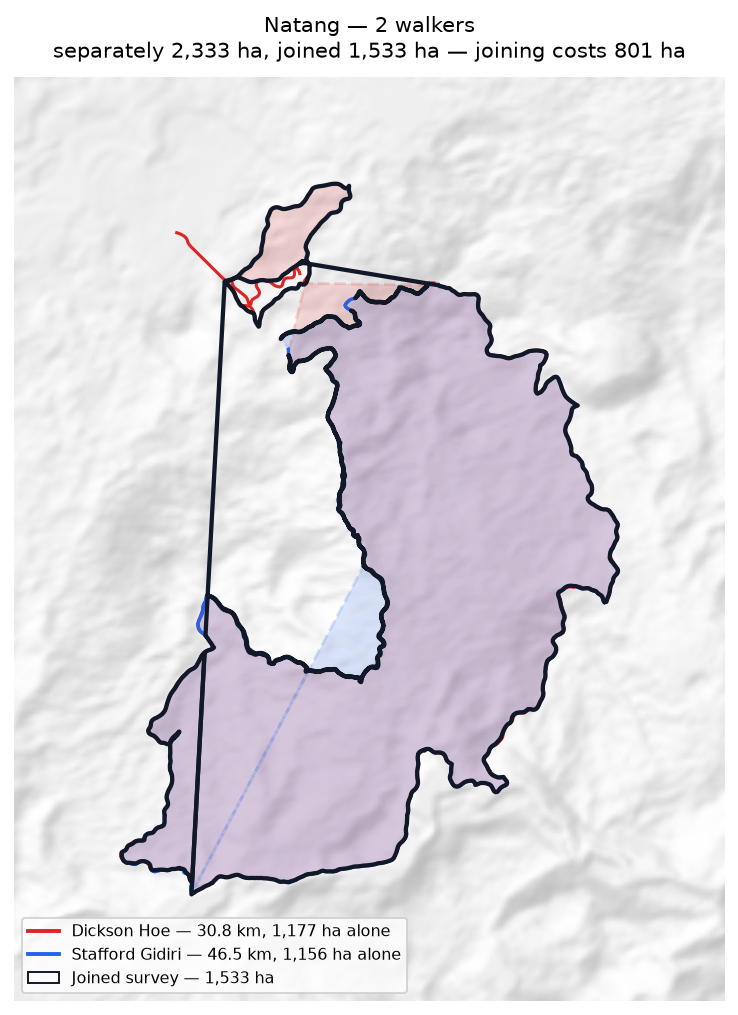 Natang — 2 walkers
separately 2,333 ha, joined 1,533 ha — joining costs 801 ha
Dickson Hoe — 30.8 km, 1,177 ha alone
Stafford Gidiri — 46.5 km, 1,156 ha alone
Joined survey — 1,533 ha